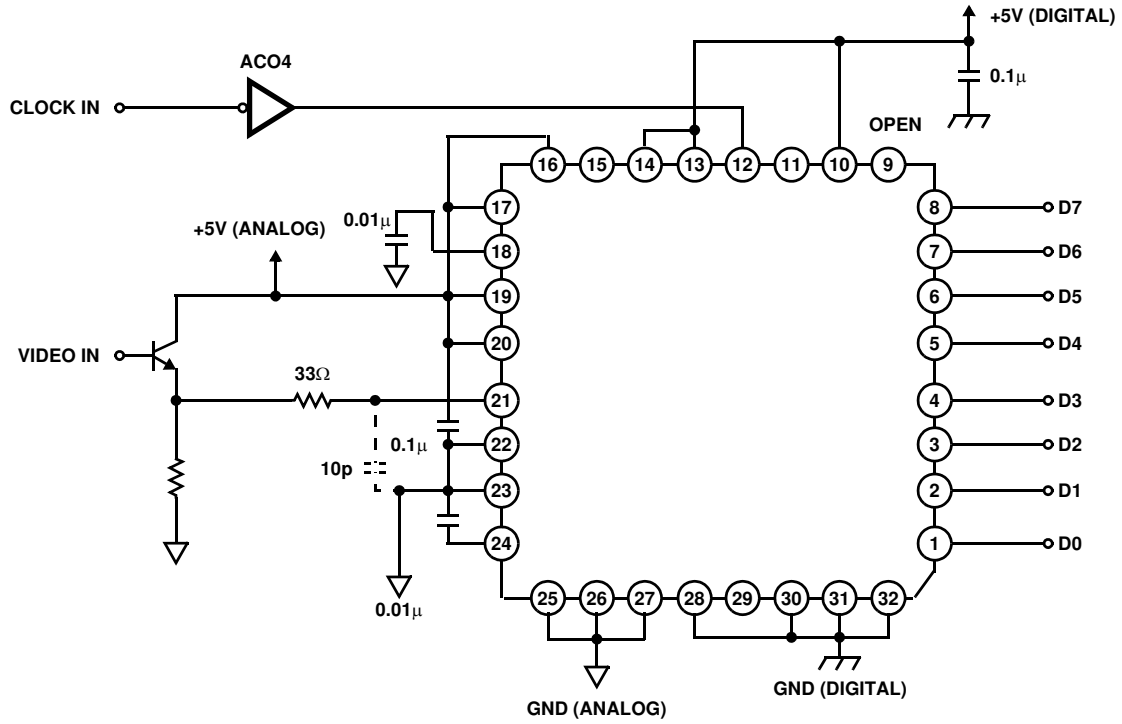 +5V (DIGITAL)
ACO4
0.1μ
CLOCK IN
OPEN
16
15
14
13
12
11
10
9
17
8
D7
+5V (ANALOG)
0.01μ
18
7
D6
19
6
D5
VIDEO IN
20
5
D4
33Ω
21
4
D3
0.1μ
22
3
D2
10p
23
2
D1
24
1
D0
0.01μ
25
26
27
28
29
30
31
32
GND (ANALOG)
GND (DIGITAL)